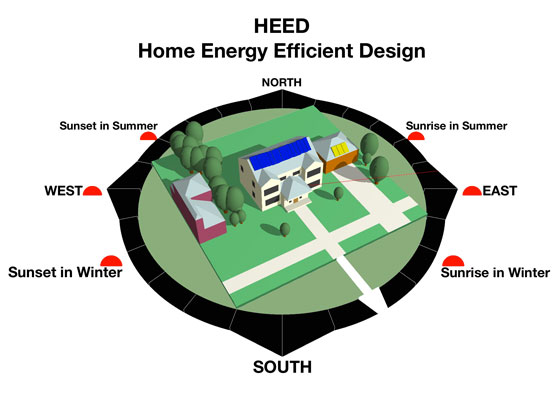 HEED
Home Energy Efficient Design
NORTH
Sunset in Summer
Sunrise in Summer
WEST
EAST
Sunset in Winter
Sunrise in Winter
SOUTH